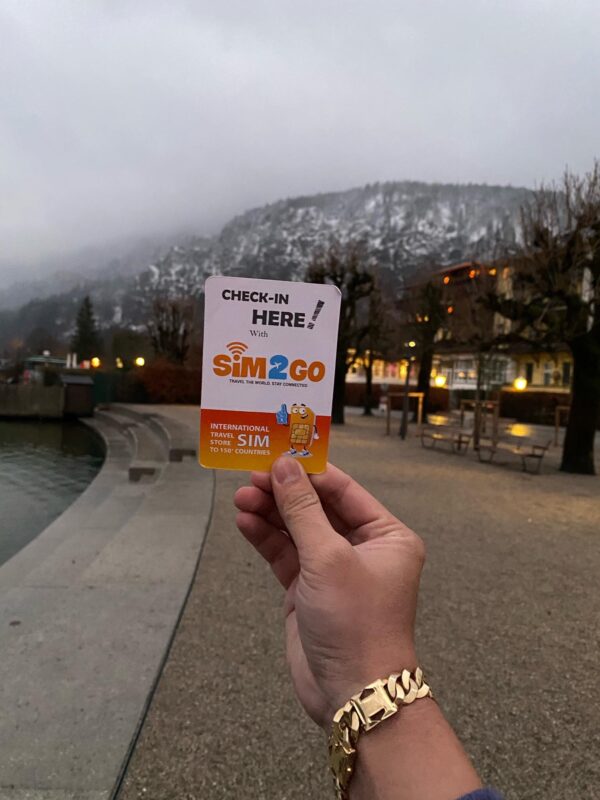 CHECK-IN
HERE!
With
SiM2GO
TRAVEL THE WORLD, STAY CONNECTED
INTERNATIONAL
TRAVEL SIM
STORE
TO 150+ COUNTRIES